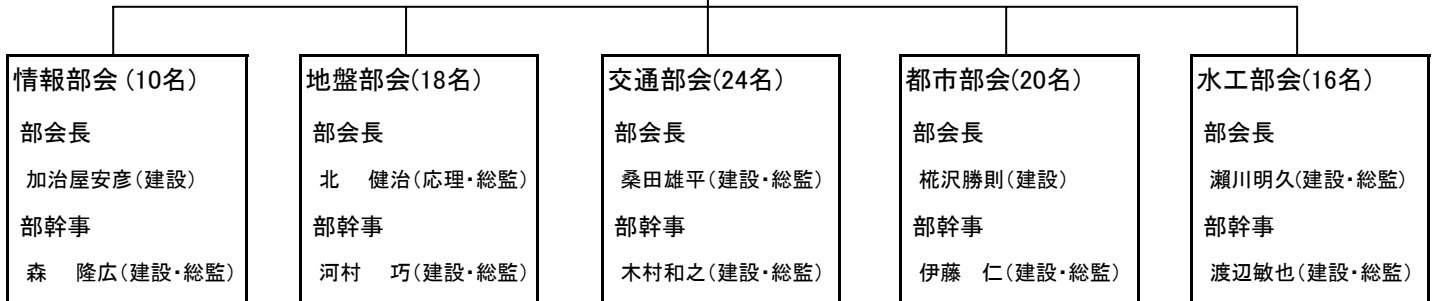 情報部会 (10名)
部会長
加治屋安彦(建設)
部幹事
森　隆広(建設・総監)
地盤部会(18名)
部会長
北　健治(応理・総監)
部幹事
河村　巧(建設・総監)
交通部会(24名)
部会長
桑田雄平(建設・総監)
部幹事
木村和之(建設・総監)
都市部会(20名)
部会長
椛沢勝則(建設)
部幹事
伊藤　仁(建設・総監)
水工部会(16名)
部会長
瀬川明久(建設・総監)
部幹事
渡辺敏也(建設・総監)